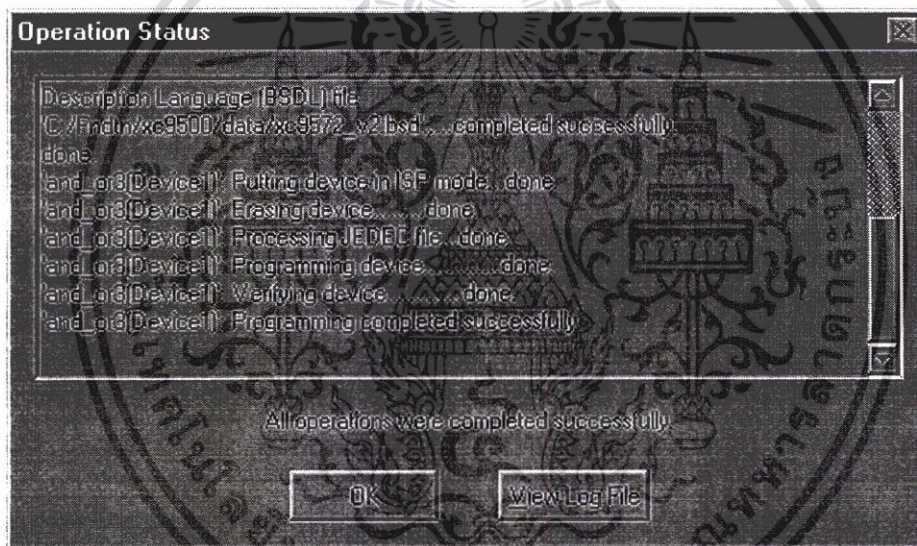 Operation Status
Description Language (BSDL) file
'C:/Fndtn/xc9500/data/xc9572_v2.bsd'.....completed successfully.
done.
'and_or3(Device1)': Putting device in ISP mode...done.
'and_or3(Device1)': Erasing device.........done.
'and_or3(Device1)': Processing JEDEC file...done.
'and_or3(Device1)': Programming device............done.
'and_or3(Device1)': Verifying device............done.
'and_or3(Device1)': Programming completed successfully.
All operations were completed successfully.
OK
View Log File